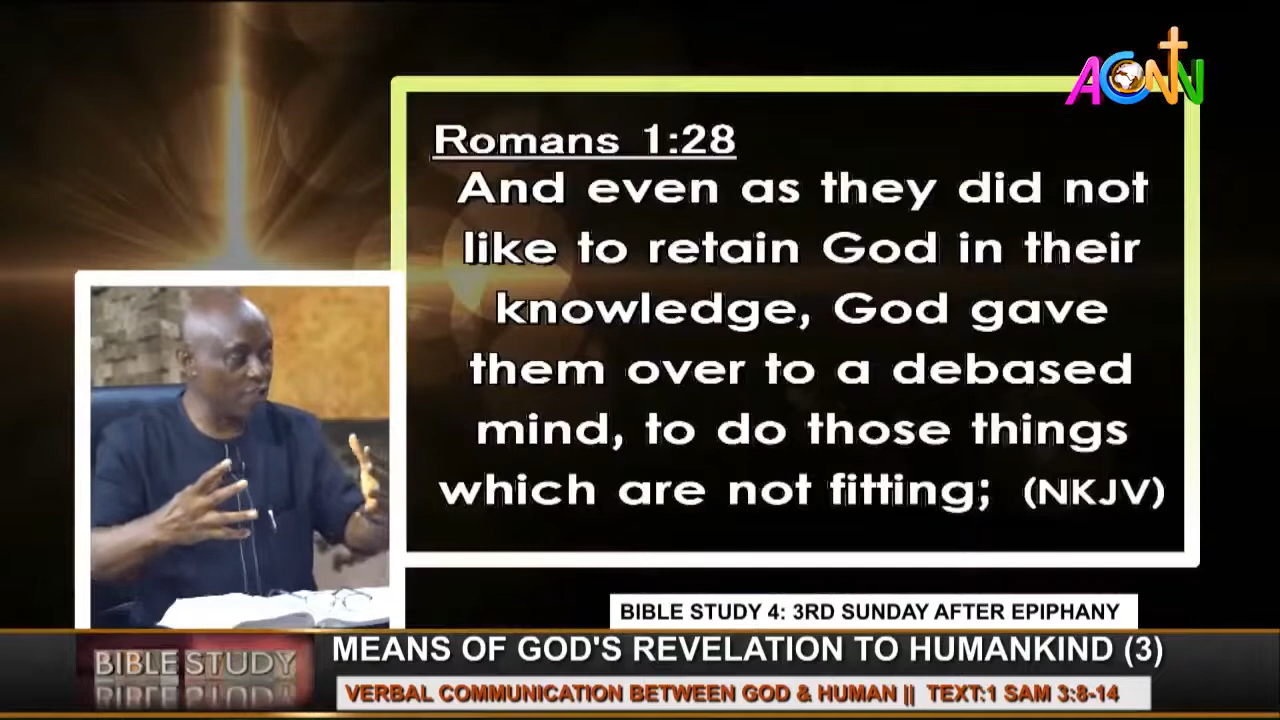 ACNN
Romans 1:28
And even as they did not
like to retain God in their
knowledge, God gave
them over to a debased
mind, to do those things
which are not fitting; (NKJV)
BIBLE STUDY 4: 3RD SUNDAY AFTER EPIPHANY
BIBLE STUDY
MEANS OF GOD'S REVELATION TO HUMANKIND (3)
VERBAL COMMUNICATION BETWEEN GOD & HUMAN || TEXT:1 SAM 3:8-14